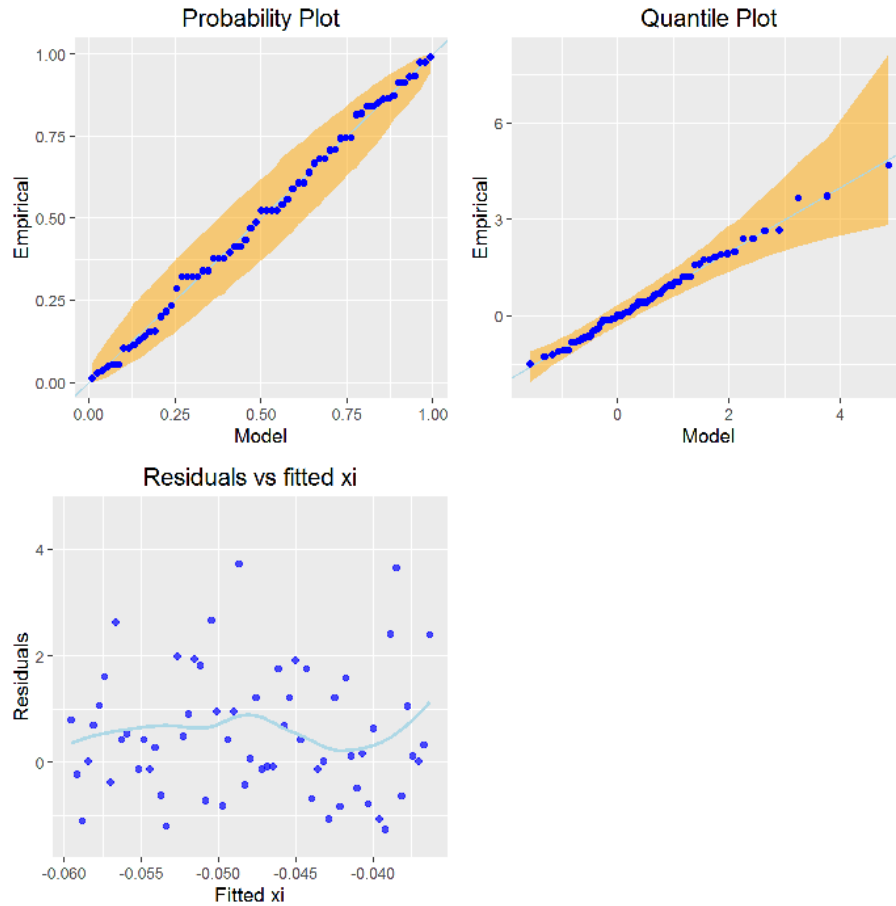 Probability Plot
Empirical
1.00
0.75
0.50
0.25
0.00
0.00 0.25 0.50 0.75 1.00
Model
Quantile Plot
Empirical
6
3
0
0 2 4
Model
Residuals vs fitted xi
Residuals
4
2
0
-0.060 -0.055 -0.050 -0.045 -0.040
Fitted xi